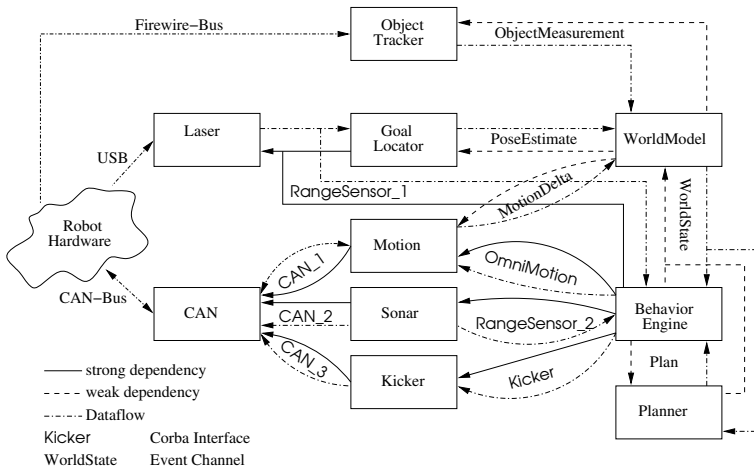 Firewire–Bus
Object
Tracker
ObjectMeasurement
Laser
Goal
Locator
PoseEstimate
WorldModel
USB
RangeSensor_1
MotionDelta
WorldState
Robot
Hardware
Motion
CAN_1
OmniMotion
CAN–Bus
CAN
CAN_2
Sonar
RangeSensor_2
Behavior
Engine
CAN_3
Kicker
Kicker
Plan
Planner
strong dependency
weak dependency
Dataflow
Kicker Corba Interface
WorldState Event Channel